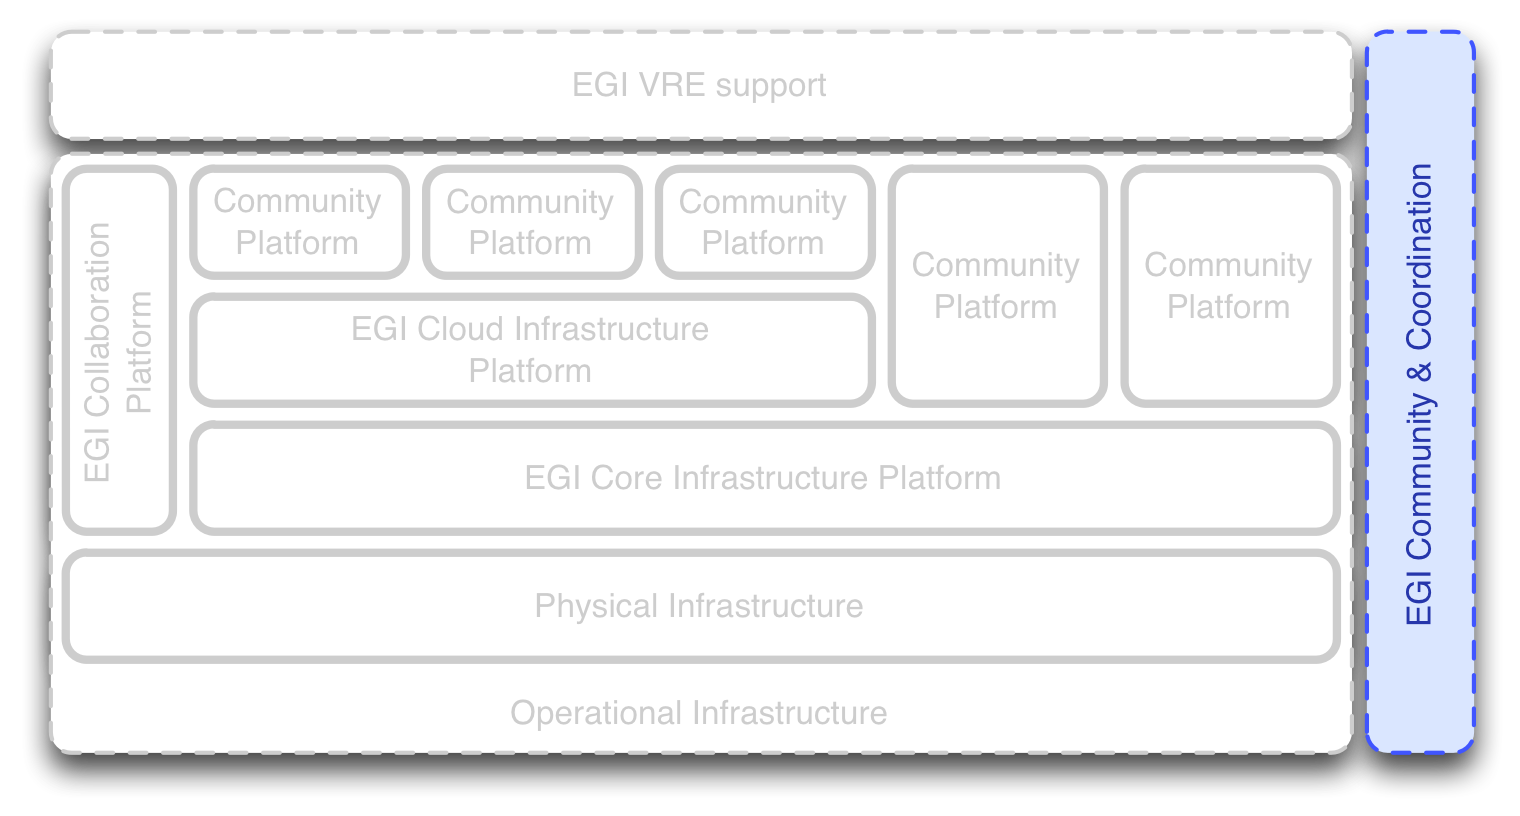 EGI VRE support
EGI Collaboration
Platform
Community
Platform
Community
Platform
Community
Platform
Community
Platform
Community
Platform
EGI Cloud Infrastructure
Platform
EGI Core Infrastructure Platform
Physical Infrastructure
Operational Infrastructure
EGI Community & Coordination